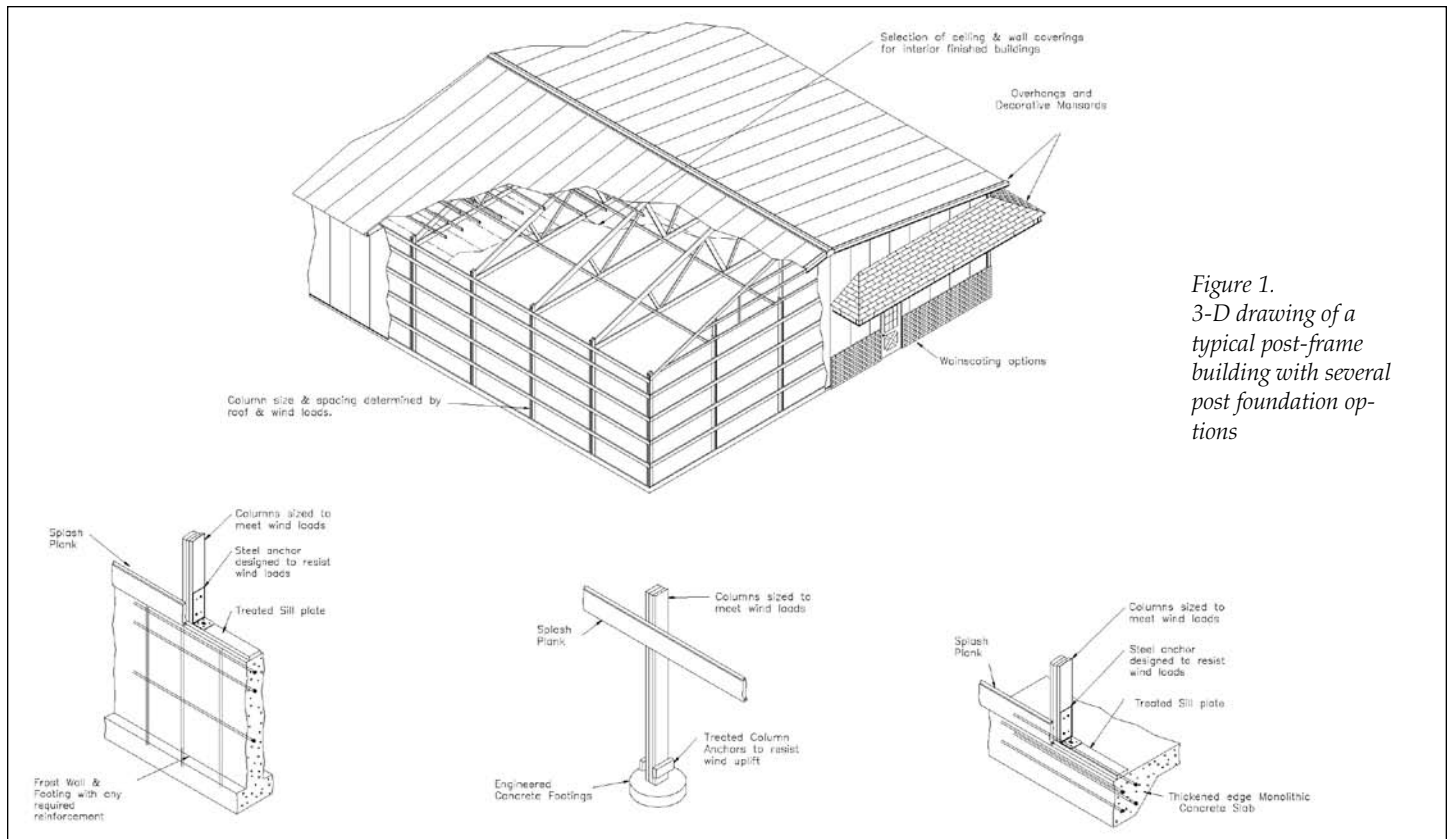 Selection of ceiling & wall coverings
for interior finished buildings
Overhangs and
Decorative Mansards
Wainscoting options
Column size & spacing determined by
roof & wind loads.
Figure 1.
3-D drawing of a
typical post-frame
building with several
post foundation op-
tions
Splash
Plank
Columns sized to
meet wind loads
Steel anchor
designed to resist
wind loads
Treated Sill plate
Frost Wall &
Footing with any
required
reinforcement
Splash
Plank
Columns sized to
meet wind loads
Treated Column
Anchors to resist
wind uplift
Engineered
Concrete Footings
Splash
Plank
Columns sized to
meet wind loads
Steel anchor
designed to resist
wind loads
Treated Sill plate
Thickened edge Monolithic
Concrete Slab